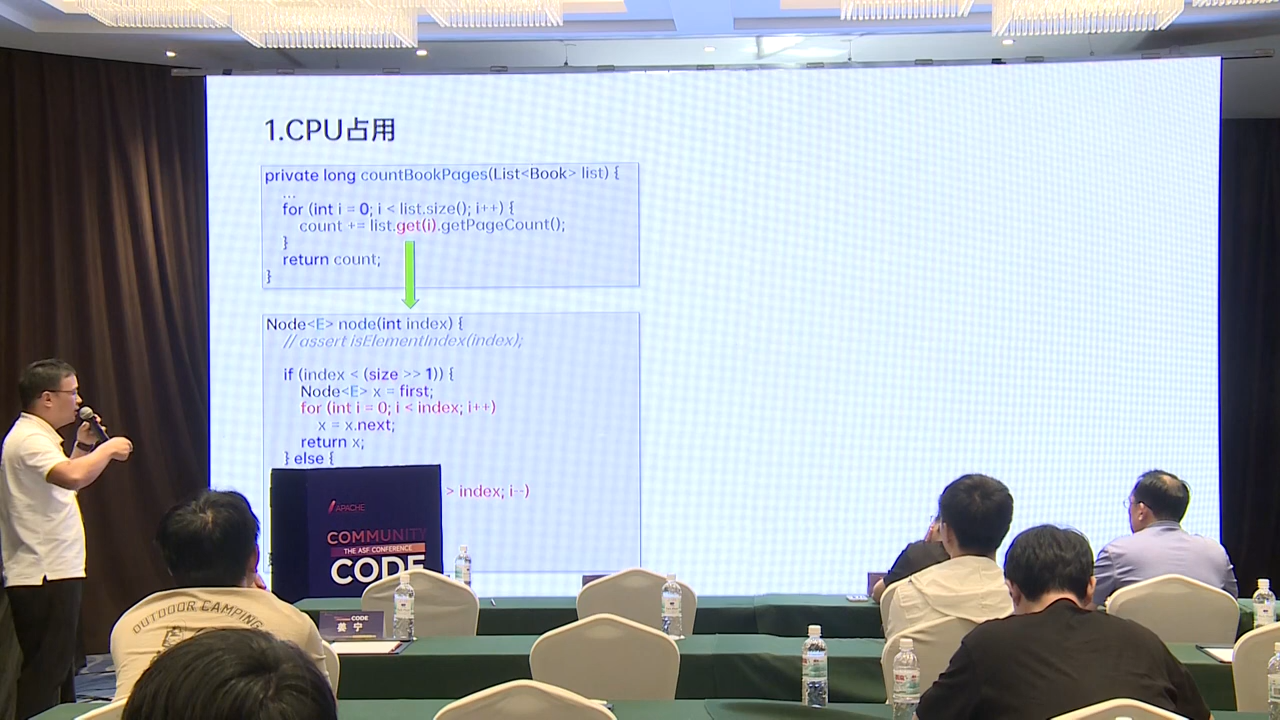 1.CPU占用
private long countBookPages(List<Book> list) {
...
for (int i = 0; i < list.size(); i++) {
count += list.get(i).getPageCount();
}
return count;
}
Node<E> node(int index) {
// assert isElementIndex(index);
if (index < (size >> 1)) {
Node<E> x = first;
for (int i = 0; i < index; i++)
x = x.next;
return x;
} else {
> index; i--)
APACHE
COMMUNITY
THE ASF CONFERENCE
CODE
OUTDOOR CAMPING
CODE
姜 宁